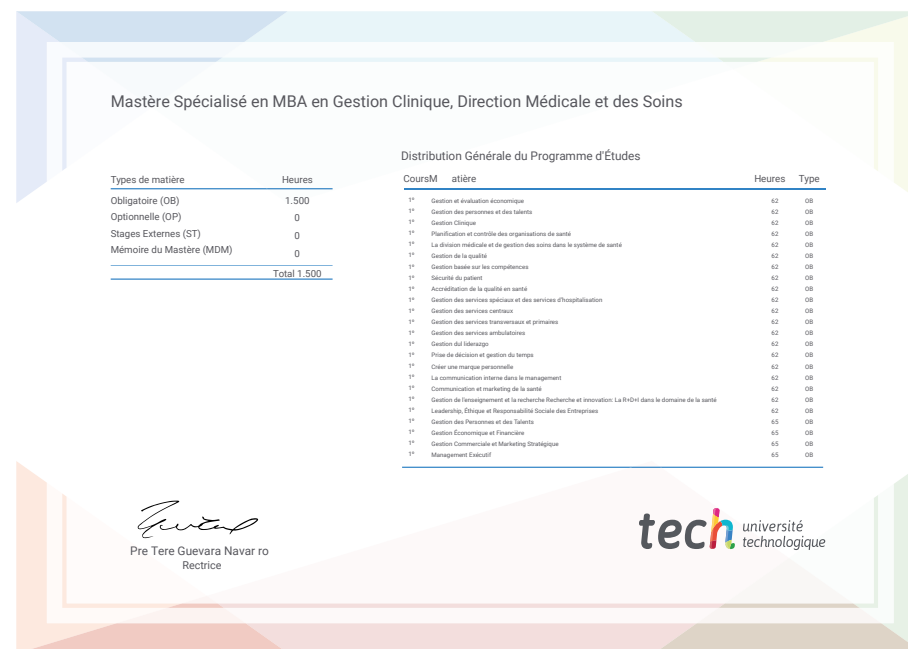 Mastère Spécialisé en MBA en Gestion Clinique, Direction Médicale et des Soins
Types de matière Heures
Obligatoire (OB) 1.500
Optionnelle (OP) 0
Stages Externes (ST) 0
Mémoire du Mastère (MDM) 0
Total 1.500
Distribution Générale du Programme d'Études
CoursM atière Heures Type
1º Gestion et évaluation économique 62 OB
1º Gestion des personnes et des talents 62 OB
1º Gestion Clinique 62 OB
1º Planification et contrôle des organisations de santé 62 OB
1º La division médicale et de gestion des soins dans le système de santé 62 OB
1º Gestion de la qualité 62 OB
1º Gestion basée sur les compétences 62 OB
1º Sécurité du patient 62 OB
1º Accréditation de la qualité en santé 62 OB
1º Gestion des services spéciaux et des services d'hospitalisation 62 OB
1º Gestion des services centraux 62 OB
1º Gestion des services transversaux et primaires 62 OB
1º Gestion des services ambulatoires 62 OB
1º Gestion dul liderazgo 62 OB
1º Prise de décision et gestion du temps 62 OB
1º Créer une marque personnelle 62 OB
1º La communication interne dans le management 62 OB
1º Communication et marketing de la santé 62 OB
1º Gestion de l'enseignement et la recherche Recherche et innovation: La R+D+I dans le domaine de la santé 62 OB
1º Leadership, Éthique et Responsabilité Sociale des Entreprises 62 OB
1º Gestion des Personnes et des Talents 65 OB
1º Gestion Économique et Financière 65 OB
1º Gestion Commerciale et Marketing Stratégique 65 OB
1º Management Exécutif 65 OB
Pre Tere Guevara Navar ro
Rectrice
tech université
technologique